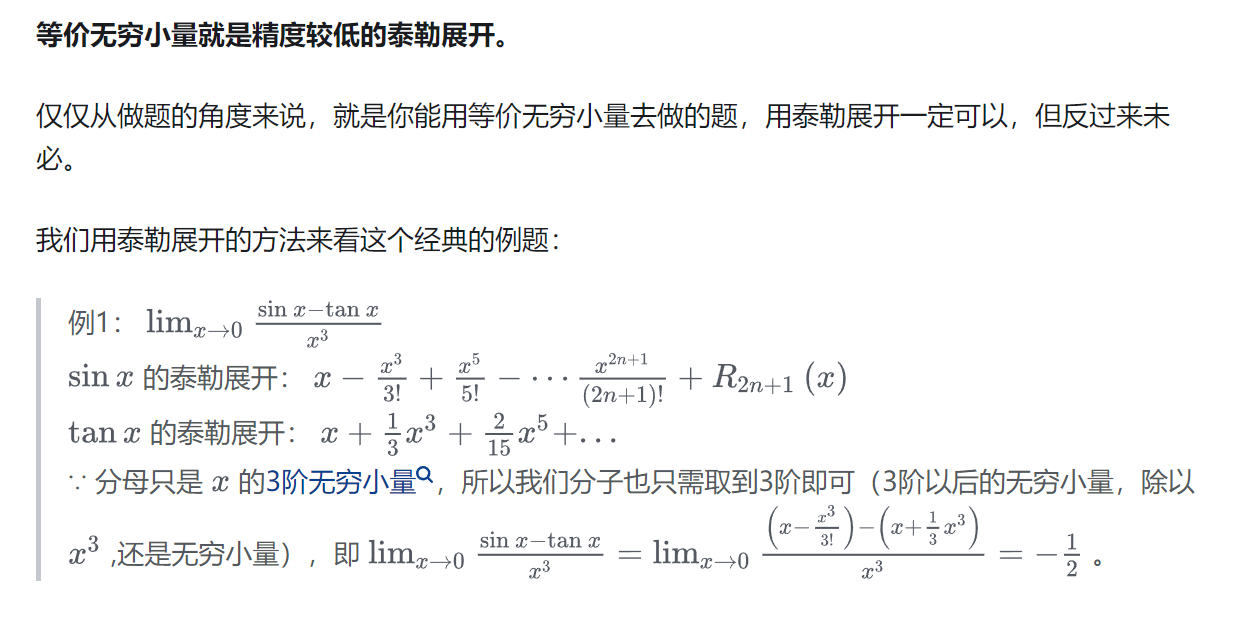 等价无穷小量就是精度较低的泰勒展开。
仅仅从做题的角度来说，就是你能用等价无穷小量去做的题，用泰勒展开一定可以，但反过来未
必。
我们用泰勒展开的方法来看这个经典的例题：
例1： $\lim_{x \to 0} \frac{\sin x - \tan x}{x^3}$
$\sin x$ 的泰勒展开： $x - \frac{x^3}{3!} + \frac{x^5}{5!} - \cdots \frac{x^{2n+1}}{(2n+1)!} + R_{2n+1}(x)$
$\tan x$ 的泰勒展开： $x + \frac{1}{3}x^3 + \frac{2}{15}x^5 + \ldots$
∵ 分母只是 $x$ 的3阶无穷小量，所以我们分子也只需取到3阶即可（3阶以后的无穷小量，除以
$x^3$ ,还是无穷小量），即 $\lim_{x \to 0} \frac{\sin x - \tan x}{x^3} = \lim_{x \to 0} \frac{\left(x - \frac{x^3}{3!}\right) - \left(x + \frac{1}{3}x^3\right)}{x^3} = -\frac{1}{2}$ 。